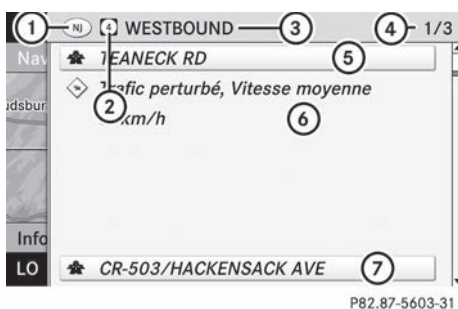 1 NJ 4 WESTBOUND 3 4 1/3
Nav TEANECK RD 5
Trafic perturbé, Vitesse moyenne
udsbur 2 km/h 6
Info
LO CR-503/HACKENSACK AVE 7
P82.87-5603-31